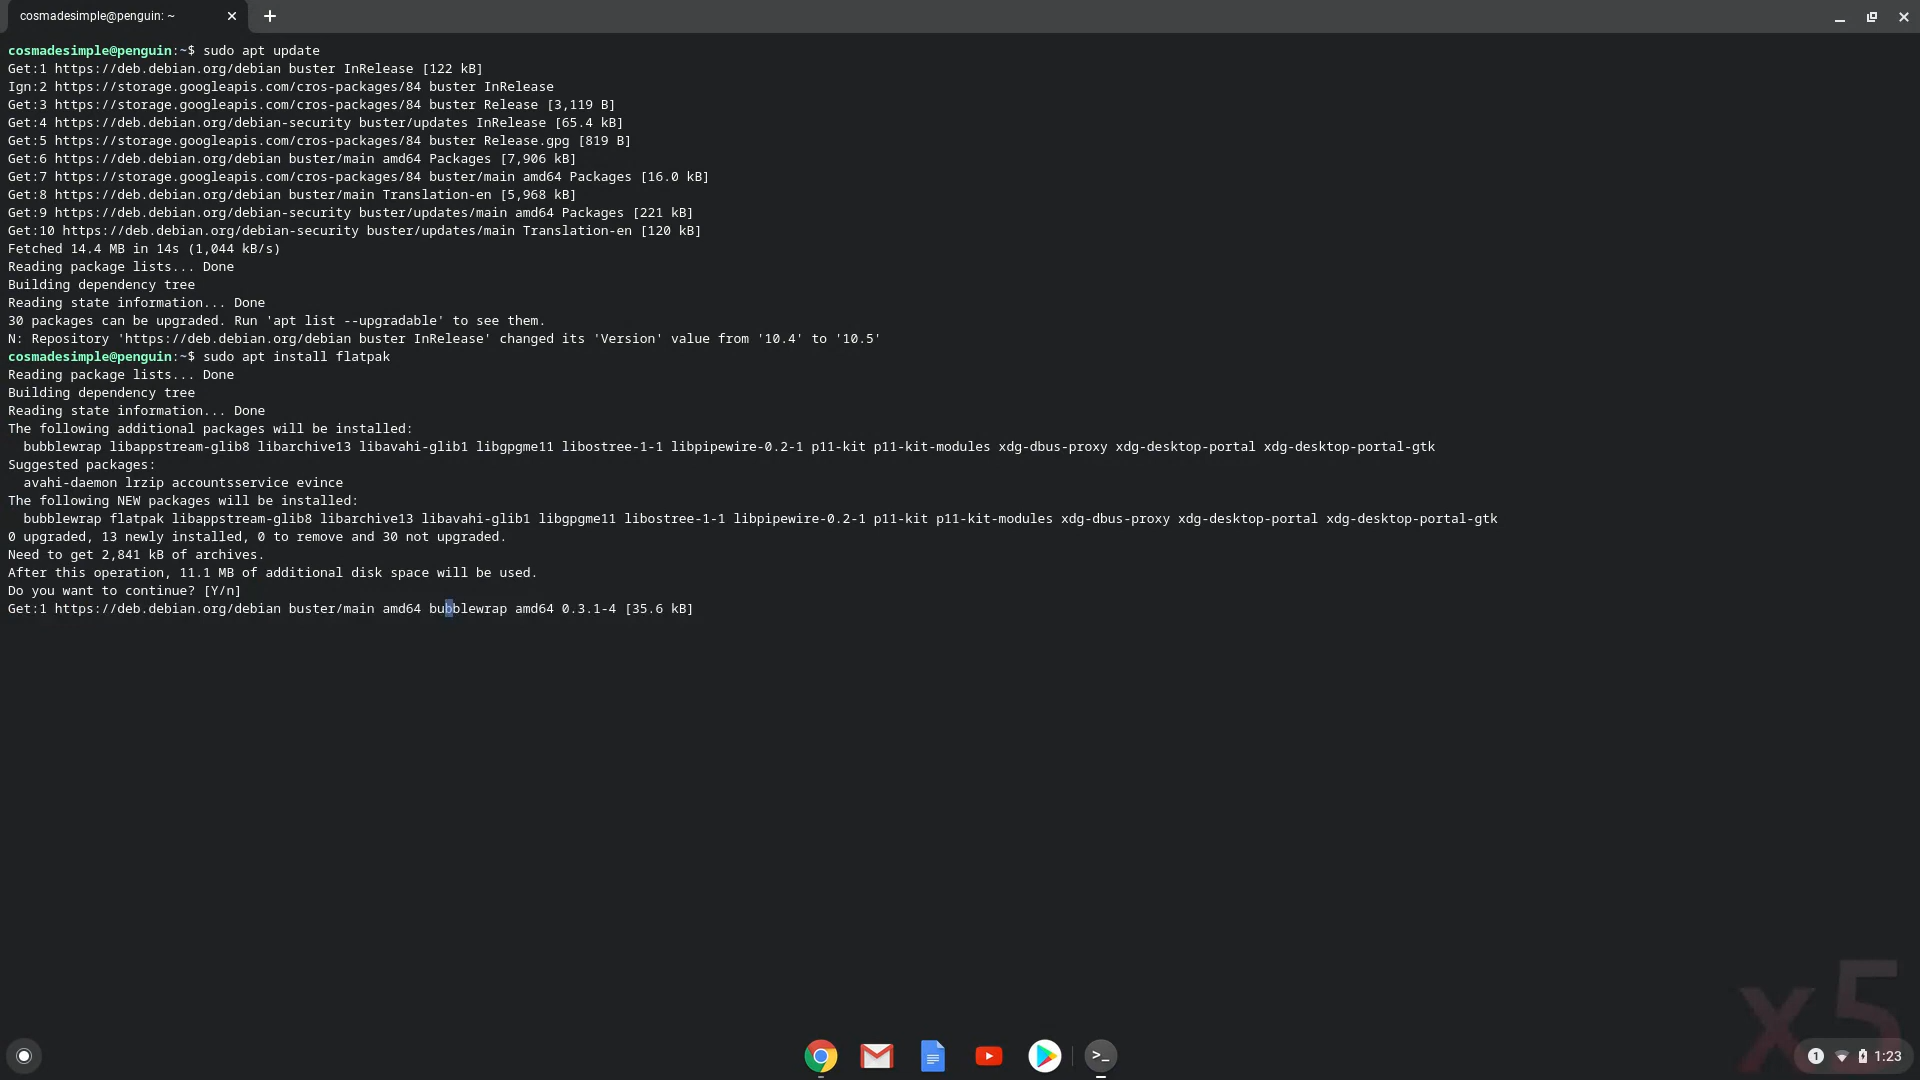 cosmadesimple@penguin: ~
cosmadesimple@penguin:~$ sudo apt update
Get:1 https://deb.debian.org/debian buster InRelease [122 kB]
Ign:2 https://storage.googleapis.com/cros-packages/84 buster InRelease
Get:3 https://storage.googleapis.com/cros-packages/84 buster Release [3,119 B]
Get:4 https://deb.debian.org/debian-security buster/updates InRelease [65.4 kB]
Get:5 https://storage.googleapis.com/cros-packages/84 buster Release.gpg [819 B]
Get:6 https://deb.debian.org/debian buster/main amd64 Packages [7,906 kB]
Get:7 https://storage.googleapis.com/cros-packages/84 buster/main amd64 Packages [16.0 kB]
Get:8 https://deb.debian.org/debian buster/main Translation-en [5,968 kB]
Get:9 https://deb.debian.org/debian-security buster/updates/main amd64 Packages [221 kB]
Get:10 https://deb.debian.org/debian-security buster/updates/main Translation-en [120 kB]
Fetched 14.4 MB in 14s (1,044 kB/s)
Reading package lists... Done
Building dependency tree
Reading state information... Done
30 packages can be upgraded. Run 'apt list --upgradable' to see them.
N: Repository 'https://deb.debian.org/debian buster InRelease' changed its 'Version' value from '10.4' to '10.5'
cosmadesimple@penguin:~$ sudo apt install flatpak
Reading package lists... Done
Building dependency tree
Reading state information... Done
The following additional packages will be installed:
bubblewrap libappstream-glib8 libarchive13 libavahi-glib1 libgpgme11 libostree-1-1 libpipewire-0.2-1 p11-kit p11-kit-modules xdg-dbus-proxy xdg-desktop-portal xdg-desktop-portal-gtk
Suggested packages:
avahi-daemon lrzip accountsservice evince
The following NEW packages will be installed:
bubblewrap flatpak libappstream-glib8 libarchive13 libavahi-glib1 libgpgme11 libostree-1-1 libpipewire-0.2-1 p11-kit p11-kit-modules xdg-dbus-proxy xdg-desktop-portal xdg-desktop-portal-gtk
0 upgraded, 13 newly installed, 0 to remove and 30 not upgraded.
Need to get 2,841 kB of archives.
After this operation, 11.1 MB of additional disk space will be used.
Do you want to continue? [Y/n]
Get:1 https://deb.debian.org/debian buster/main amd64 bubblewrap amd64 0.3.1-4 [35.6 kB]
x5
>_
1 1:23